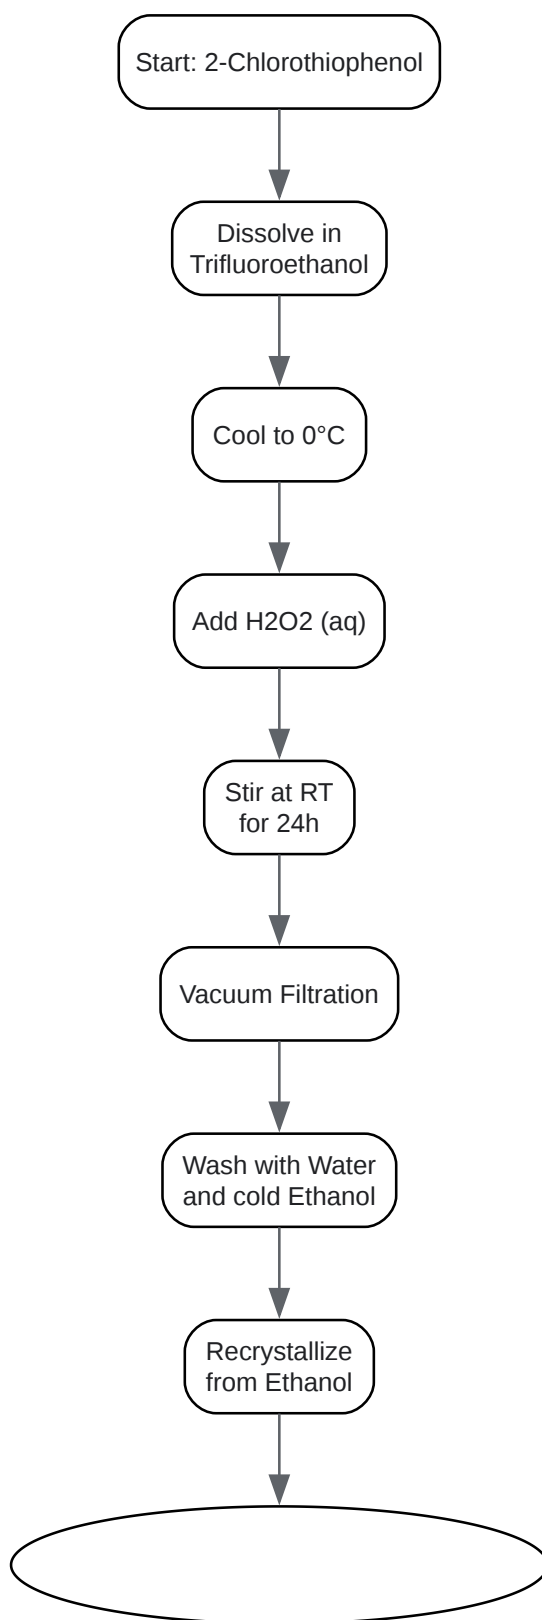 Start: 2-Chlorothiophenol
Dissolve in
Trifluoroethanol
Cool to 0°C
Add H2O2 (aq)
Stir at RT
for 24h
Vacuum Filtration
Wash with Water
and cold Ethanol
Recrystallize
from Ethanol